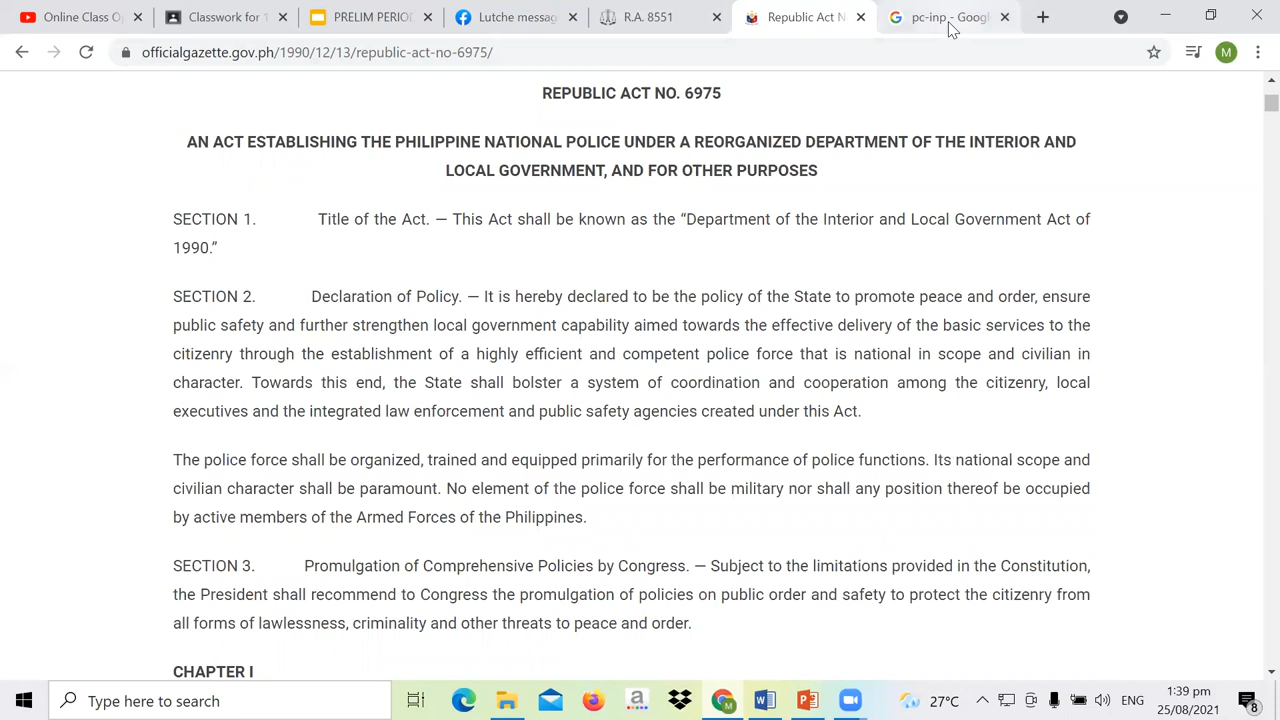 Online Class O
Classwork for 1
PRELIM PERIOD
Lutche messag
R.A. 8551
Republic Act N
pc-inp - Googl
officialgazette.gov.ph/1990/12/13/republic-act-no-6975/
M
REPUBLIC ACT NO. 6975
AN ACT ESTABLISHING THE PHILIPPINE NATIONAL POLICE UNDER A REORGANIZED DEPARTMENT OF THE INTERIOR AND
LOCAL GOVERNMENT, AND FOR OTHER PURPOSES
SECTION 1. Title of the Act. — This Act shall be known as the “Department of the Interior and Local Government Act of
1990.”
SECTION 2. Declaration of Policy. — It is hereby declared to be the policy of the State to promote peace and order, ensure
public safety and further strengthen local government capability aimed towards the effective delivery of the basic services to the
citizenry through the establishment of a highly efficient and competent police force that is national in scope and civilian in
character. Towards this end, the State shall bolster a system of coordination and cooperation among the citizenry, local
executives and the integrated law enforcement and public safety agencies created under this Act.
The police force shall be organized, trained and equipped primarily for the performance of police functions. Its national scope and
civilian character shall be paramount. No element of the police force shall be military nor shall any position thereof be occupied
by active members of the Armed Forces of the Philippines.
SECTION 3. Promulgation of Comprehensive Policies by Congress. — Subject to the limitations provided in the Constitution,
the President shall recommend to Congress the promulgation of policies on public order and safety to protect the citizenry from
all forms of lawlessness, criminality and other threats to peace and order.
CHAPTER I
Type here to search
27°C
ENG
1:39 pm
25/08/2021
8